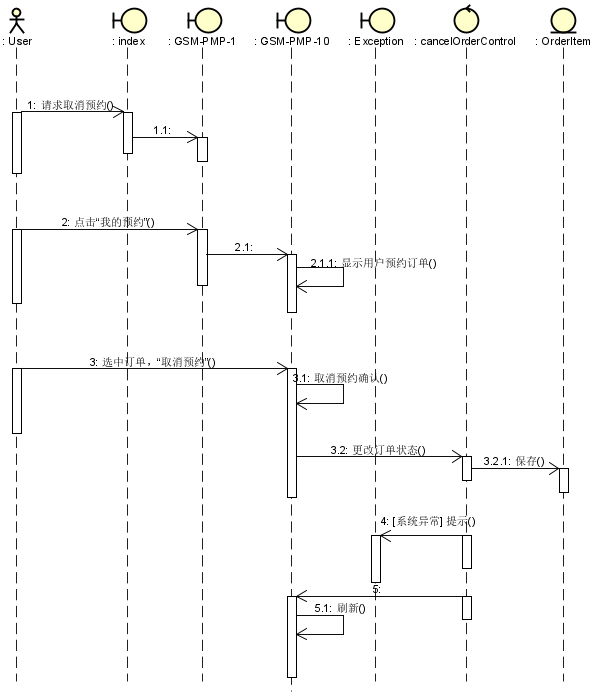 : User : index : GSM-PMP-1 : GSM-PMP-10 : Exception : cancelOrderControl : OrderItem
1: 请求取消预约()
1.1:
2: 点击“我的预约”()
2.1:
2.1.1: 显示用户预约订单()
3: 选中订单，“取消预约”()
3.1: 取消预约确认()
3.2: 更改订单状态()
3.2.1: 保存()
4: [系统异常] 提示()
5:
5.1: 刷新()